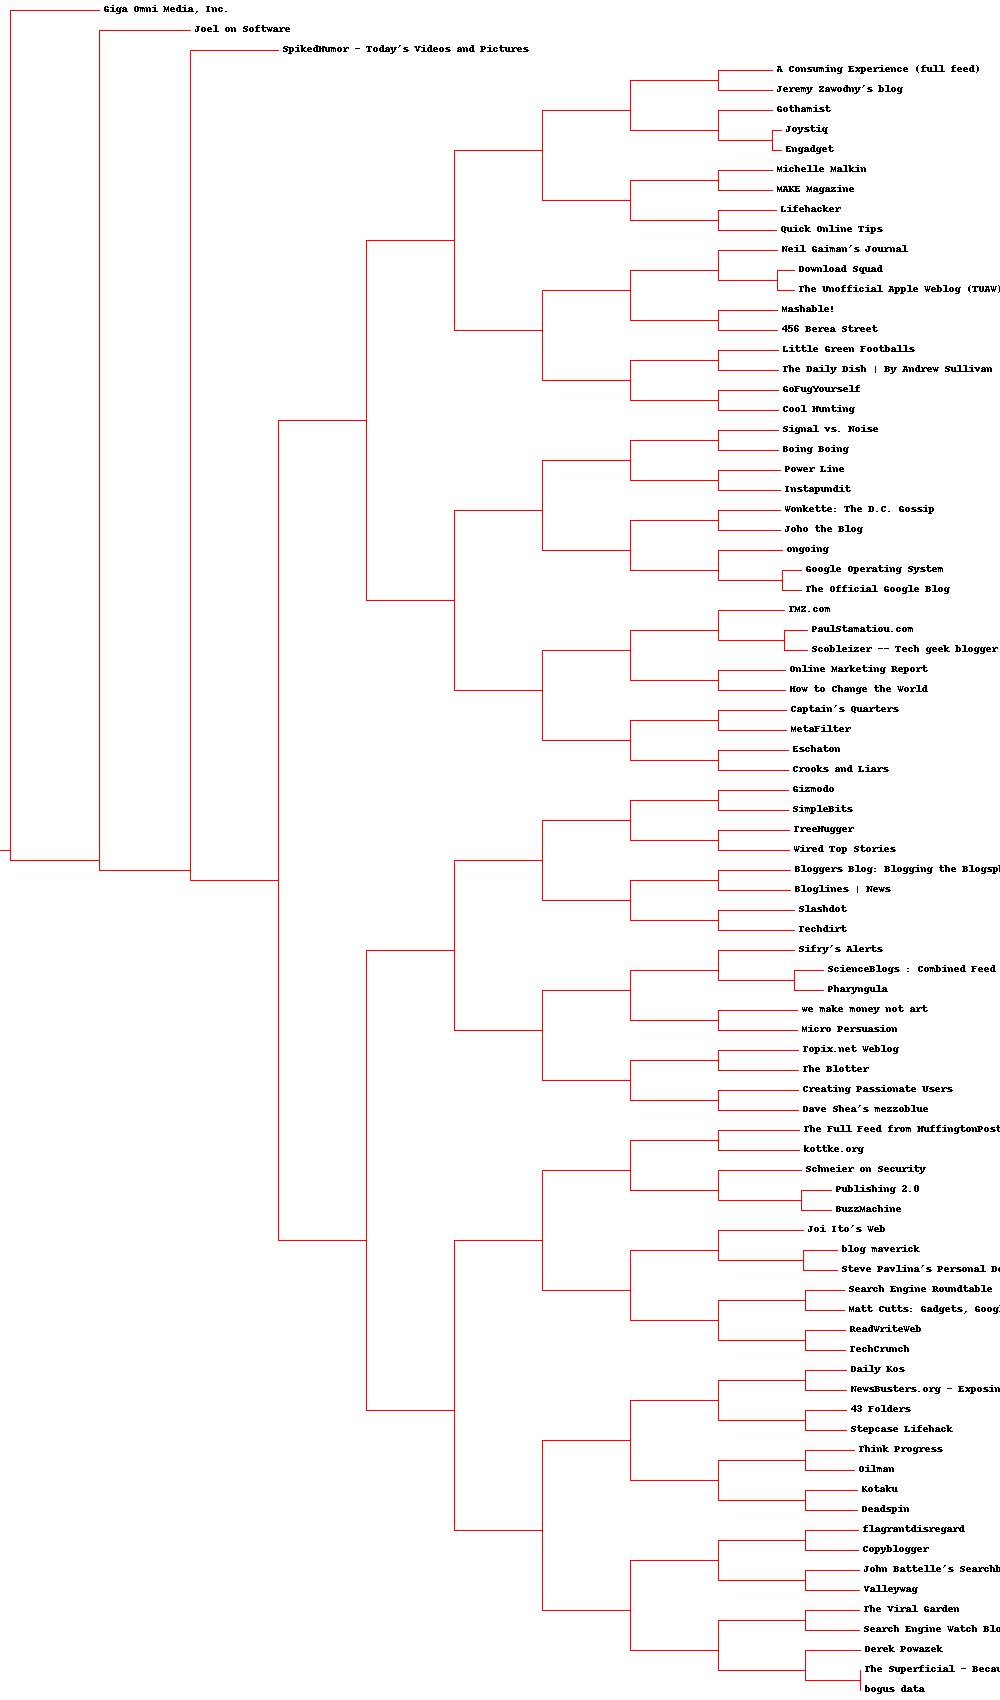 Giga Omni Media, Inc.
Joel on Software
SpikedHumor - Today's Videos and Pictures
A Consuming Experience (full feed)
Jeremy Zawodny's blog
Gothamist
Joystiq
Engadget
Michelle Malkin
MAKE Magazine
Lifehacker
Quick Online Tips
Neil Gaiman's Journal
Download Squad
The Unofficial Apple Weblog (TUAW)
Mashable!
456 Berea Street
Little Green Footballs
The Daily Dish | By Andrew Sullivan
GoFugYourself
Cool Hunting
Signal vs. Noise
Boing Boing
Power Line
Instapundit
Wonkette: The D.C. Gossip
Joho the Blog
ongoing
Google Operating System
The Official Google Blog
TMZ.com
PaulStamatiou.com
Scobleizer -- Tech geek blogger
Online Marketing Report
How to Change the World
Captain's Quarters
MetaFilter
Eschaton
Crooks and Liars
Gizmodo
SimpleBits
TreeHugger
Wired Top Stories
Bloggers Blog: Blogging the Blogsp
Bloglines | News
Slashdot
Techdirt
Sifry's Alerts
ScienceBlogs : Combined Feed
Pharyngula
we make money not art
Micro Persuasion
Topix.net Weblog
The Blotter
Creating Passionate Users
Dave Shea's mezzoblue
The Full Feed from HuffingtonPost
kottke.org
Schneier on Security
Publishing 2.0
BuzzMachine
Joi Ito's Web
blog maverick
Steve Pavlina's Personal De
Search Engine Roundtable
Matt Cutts: Gadgets, Goog
ReadWriteWeb
TechCrunch
Daily Kos
NewsBusters.org - Exposin
43 Folders
Stepcase Lifehack
Think Progress
Oilman
Kotaku
Deadspin
flagrantdisregard
Copyblogger
John Battelle's Searchb
Valleywag
The Viral Garden
Search Engine Watch Blo
Derek Powazek
The Superficial - Becau
bogus data